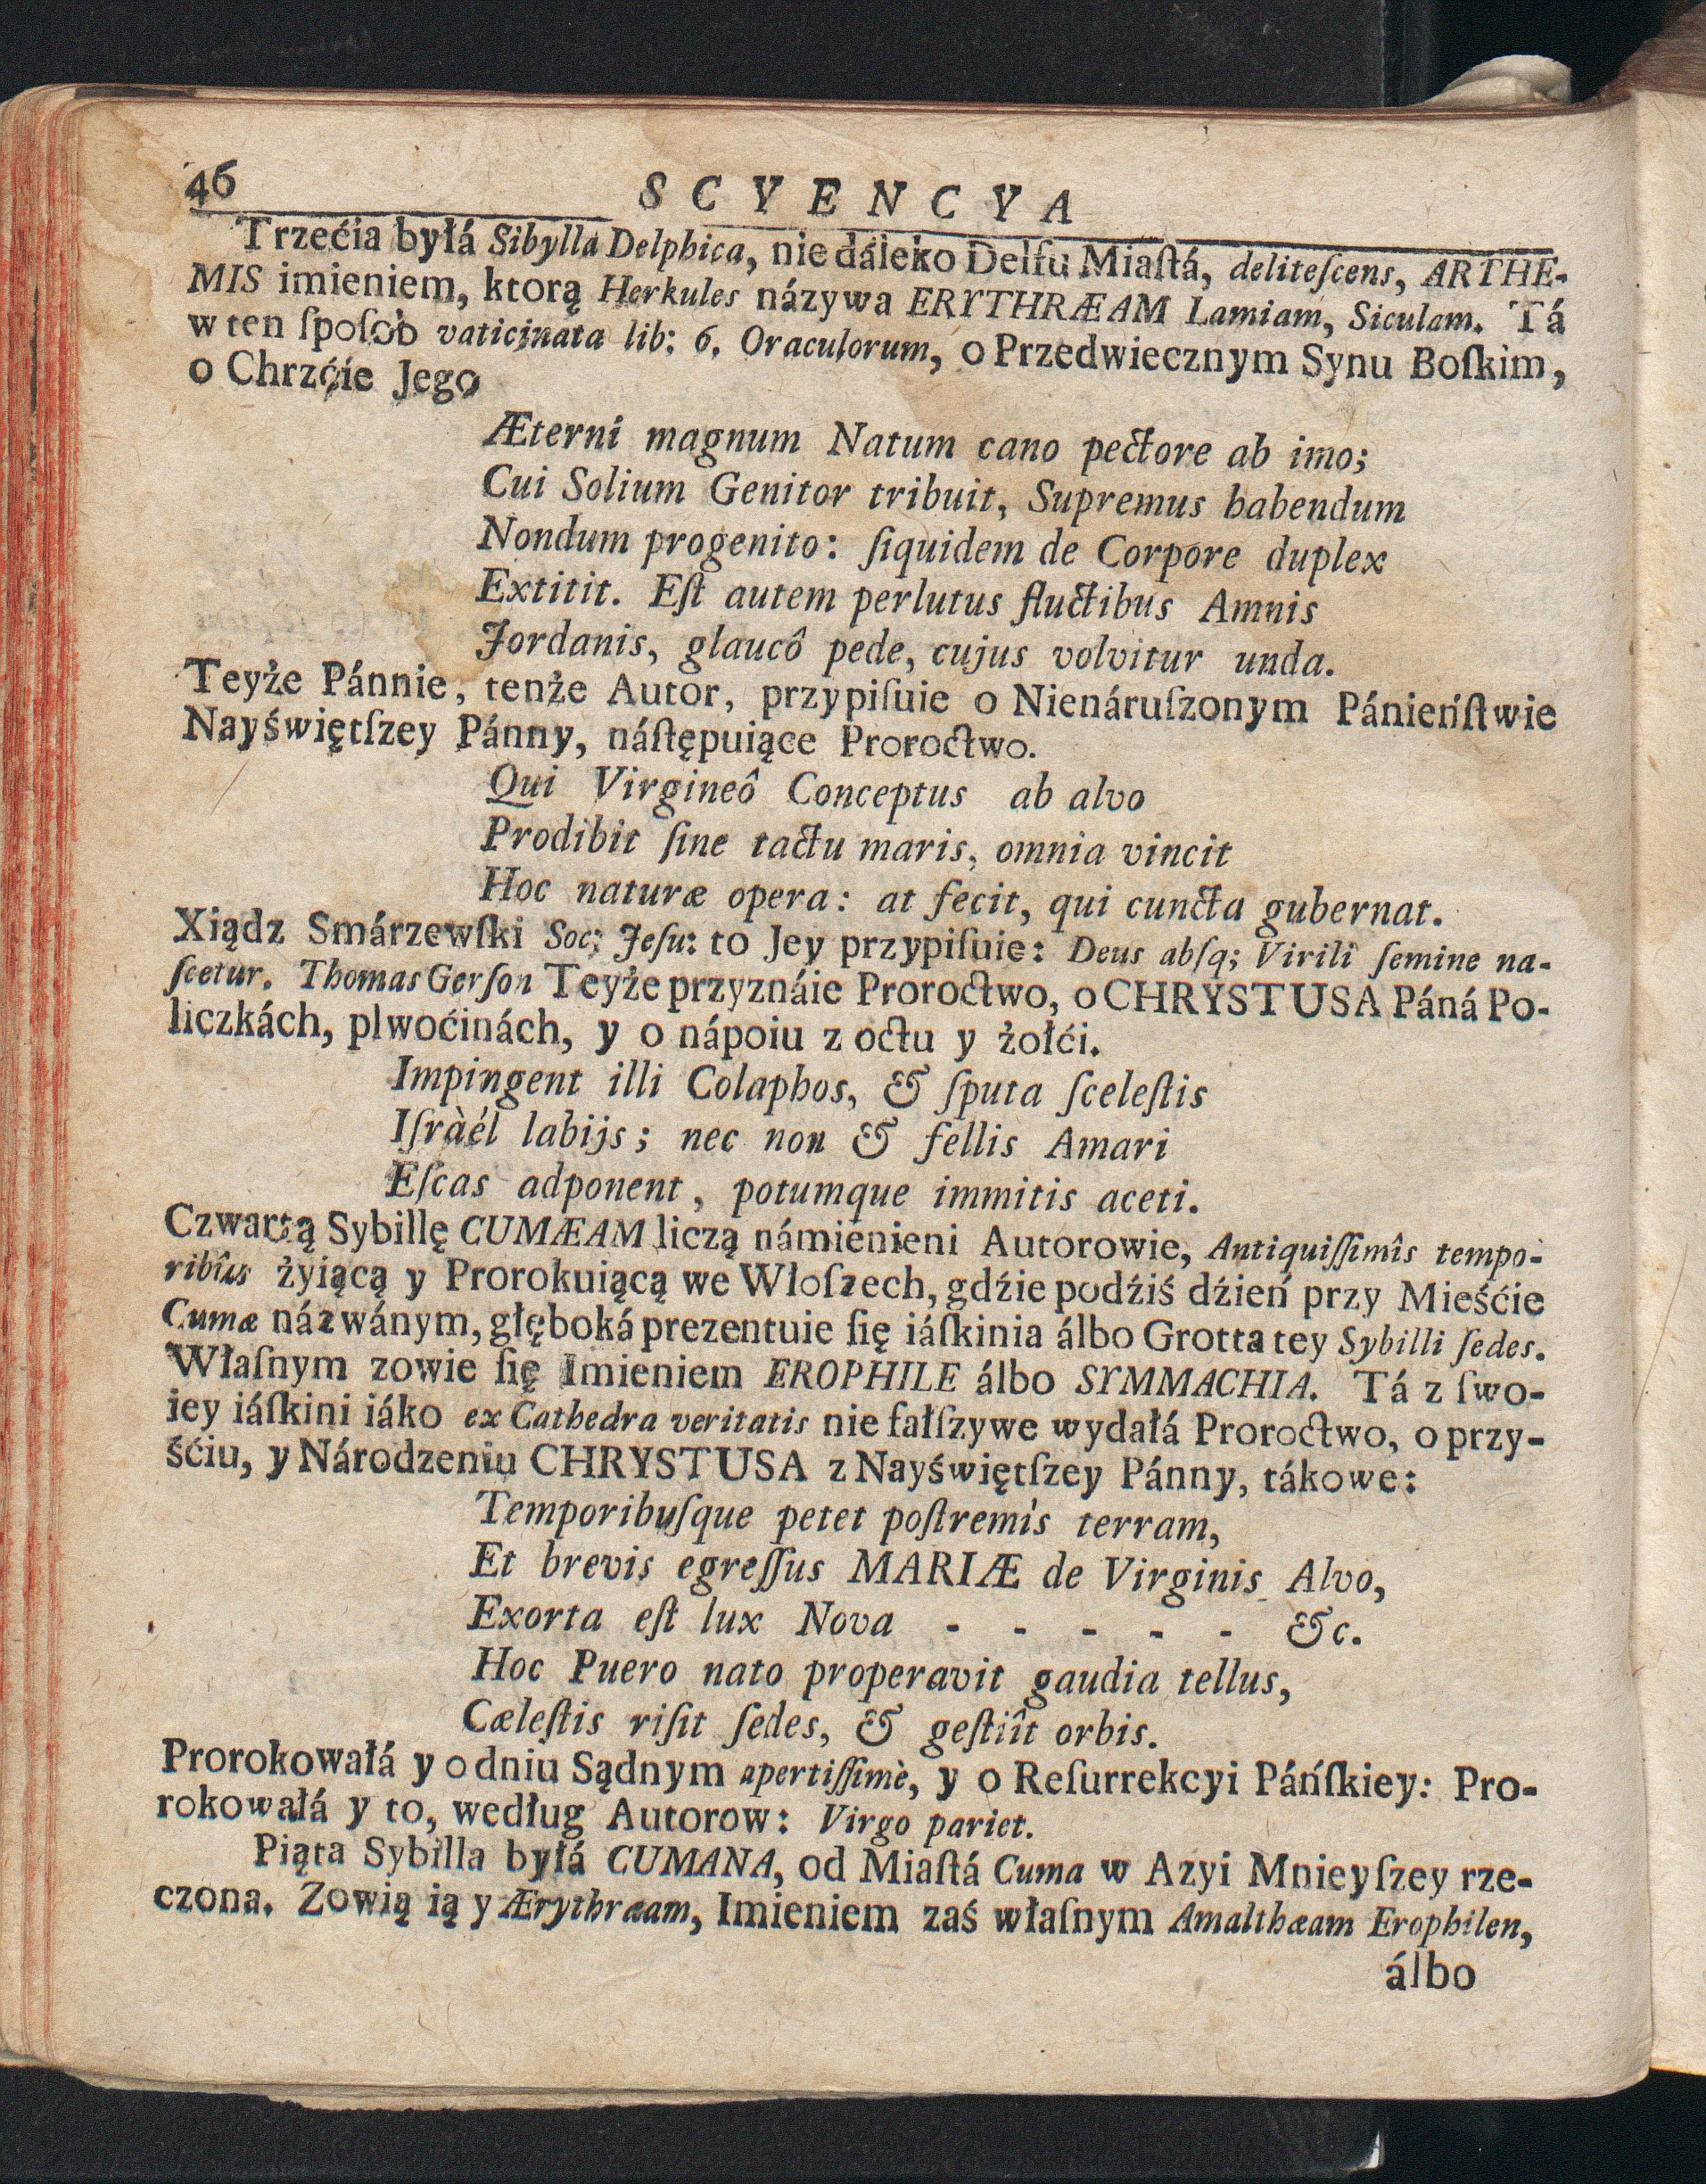 46
SCYENCYA
Trzećia byłá Sibylla Delphica, nie dáleko Delfu Miaſtá, deliteſcens, ARTHE-
MIS imieniem, ktorą Herkules názywa ERYTHRÆAM Lamiam, Siculam. Tá
w ten ſpoſob vaticinata lib: 6. Oraculorum, o Przedwiecznym Synu Boſkim,
o Chrzćie Jego
Æterni magnum Natum cano pectore ab imo;
Cui Solium Genitor tribuit, Supremus habendum
Nondum progenito: ſiquidem de Corpore duplex
Extitit. Eſt autem perlutus fluctibus Amnis
Jordanis, glaucô pede, cujus volvitur unda.
Teyże Pánnie, tenże Autor, przypiſuie o Nienáruſzonym Pánieńſtwie
Nayświętſzey Pánny, náſtępuiące Proroctwo.
Qui Virgineô Conceptus ab alvo
Prodibit ſine tactu maris, omnia vincit
Hoc naturæ opera: at fecit, qui cuncta gubernat.
Xiądz Smárzewſki Soc: Jeſu: to Jey przypiſuie: Deus abſq; Virili ſemine na-
ſcetur. Thomas Gerſon Teyże przyznáie Proroctwo, o CHRYSTUSA Páná Po-
liczkách, plwoćinách, y o nápoiu z octu y żołći.
Impingent illi Colaphos, & ſputa ſceleſtis
Iſràél labijs; nec non & fellis Amari
Eſcas adponent, potumque immitis aceti.
Czwartą Sybillę CUMÆAM liczą námienieni Autorowie, Antiquiſſimîs tempo-
ribûs żyiącą y Prorokuiącą we Włoſzech, gdźie podźiś dźień przy Mieśćie
Cumæ názwánym, głęboká prezentuie ſię iáſkinia álbo Grotta tey Sybilli ſedes.
Właſnym zowie ſię Imieniem EROPHILE álbo SYMMACHIA. Tá z ſwo-
iey iáſkini iáko ex Cathedra veritatis nie fałſzywe wydałá Proroctwo, o przy-
śćiu, y Národzeniu CHRYSTUSA z Nayświętſzey Pánny, tákowe:
Temporibuſque petet poſtremis terram,
Et brevis egreſſus MARIÆ de Virginis Alvo,
Exorta eſt lux Nova - - - - - &c.
Hoc Puero nato properavit gaudia tellus,
Cæleſtis riſit ſedes, & geſtiît orbis.
Prorokowałá y o dniu Sądnym apertiſſimè, y o Reſurrekcyi Páńſkiey: Pro-
rokowałá y to, według Autorow: Virgo pariet.
Piąta Sybilla byłá CUMANA, od Miaſtá Cuma w Azyi Mnieyſzey rze-
czona. Zowią ią y Ærythræam, Imieniem zaś właſnym Amalthæam Erophilen,
álbo